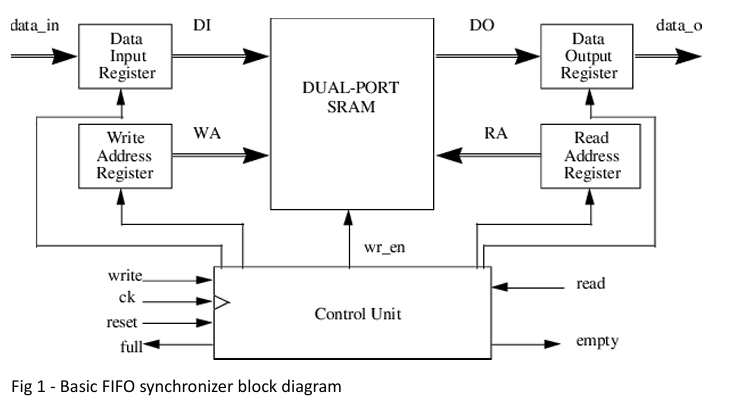 data_in
DI
DO
data_o
Data
Input
Register
DUAL-PORT
SRAM
Data
Output
Register
Write
Address
Register
WA
RA
Read
Address
Register
wr_en
write
ck
reset
full
Control Unit
read
empty
Fig 1 - Basic FIFO synchronizer block diagram